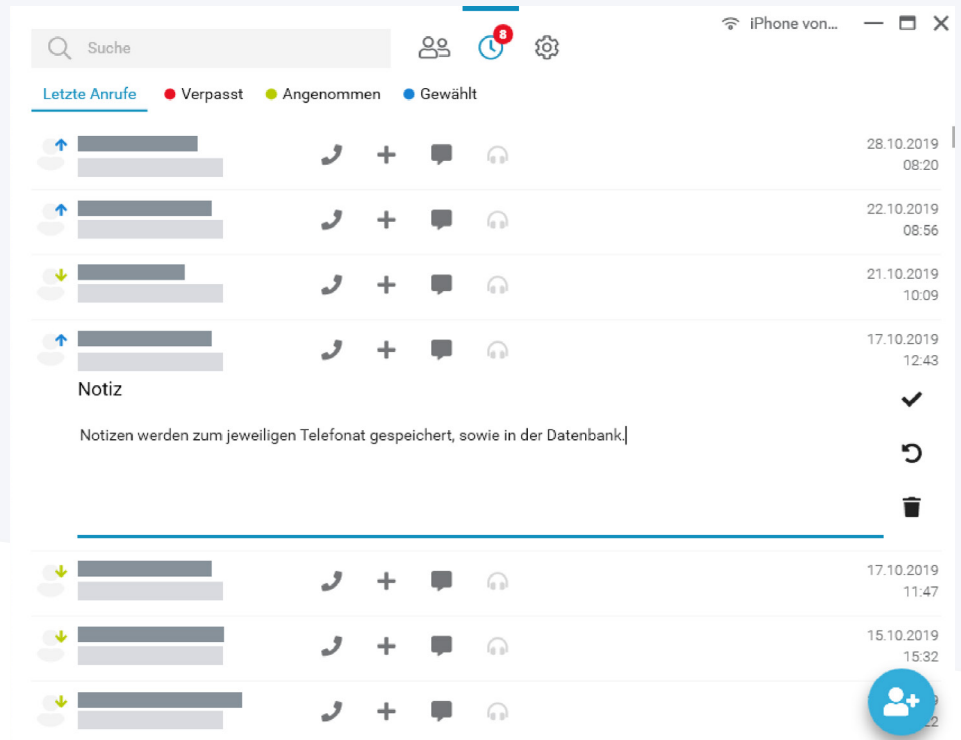 iPhone von...
Suche
8
Letzte Anrufe
Verpasst
Angenommen
Gewählt
28.10.2019
08:20
22.10.2019
08:56
21.10.2019
10:09
17.10.2019
12:43
Notiz
Notizen werden zum jeweiligen Telefonat gespeichert, sowie in der Datenbank.
17.10.2019
11:47
15.10.2019
15:32